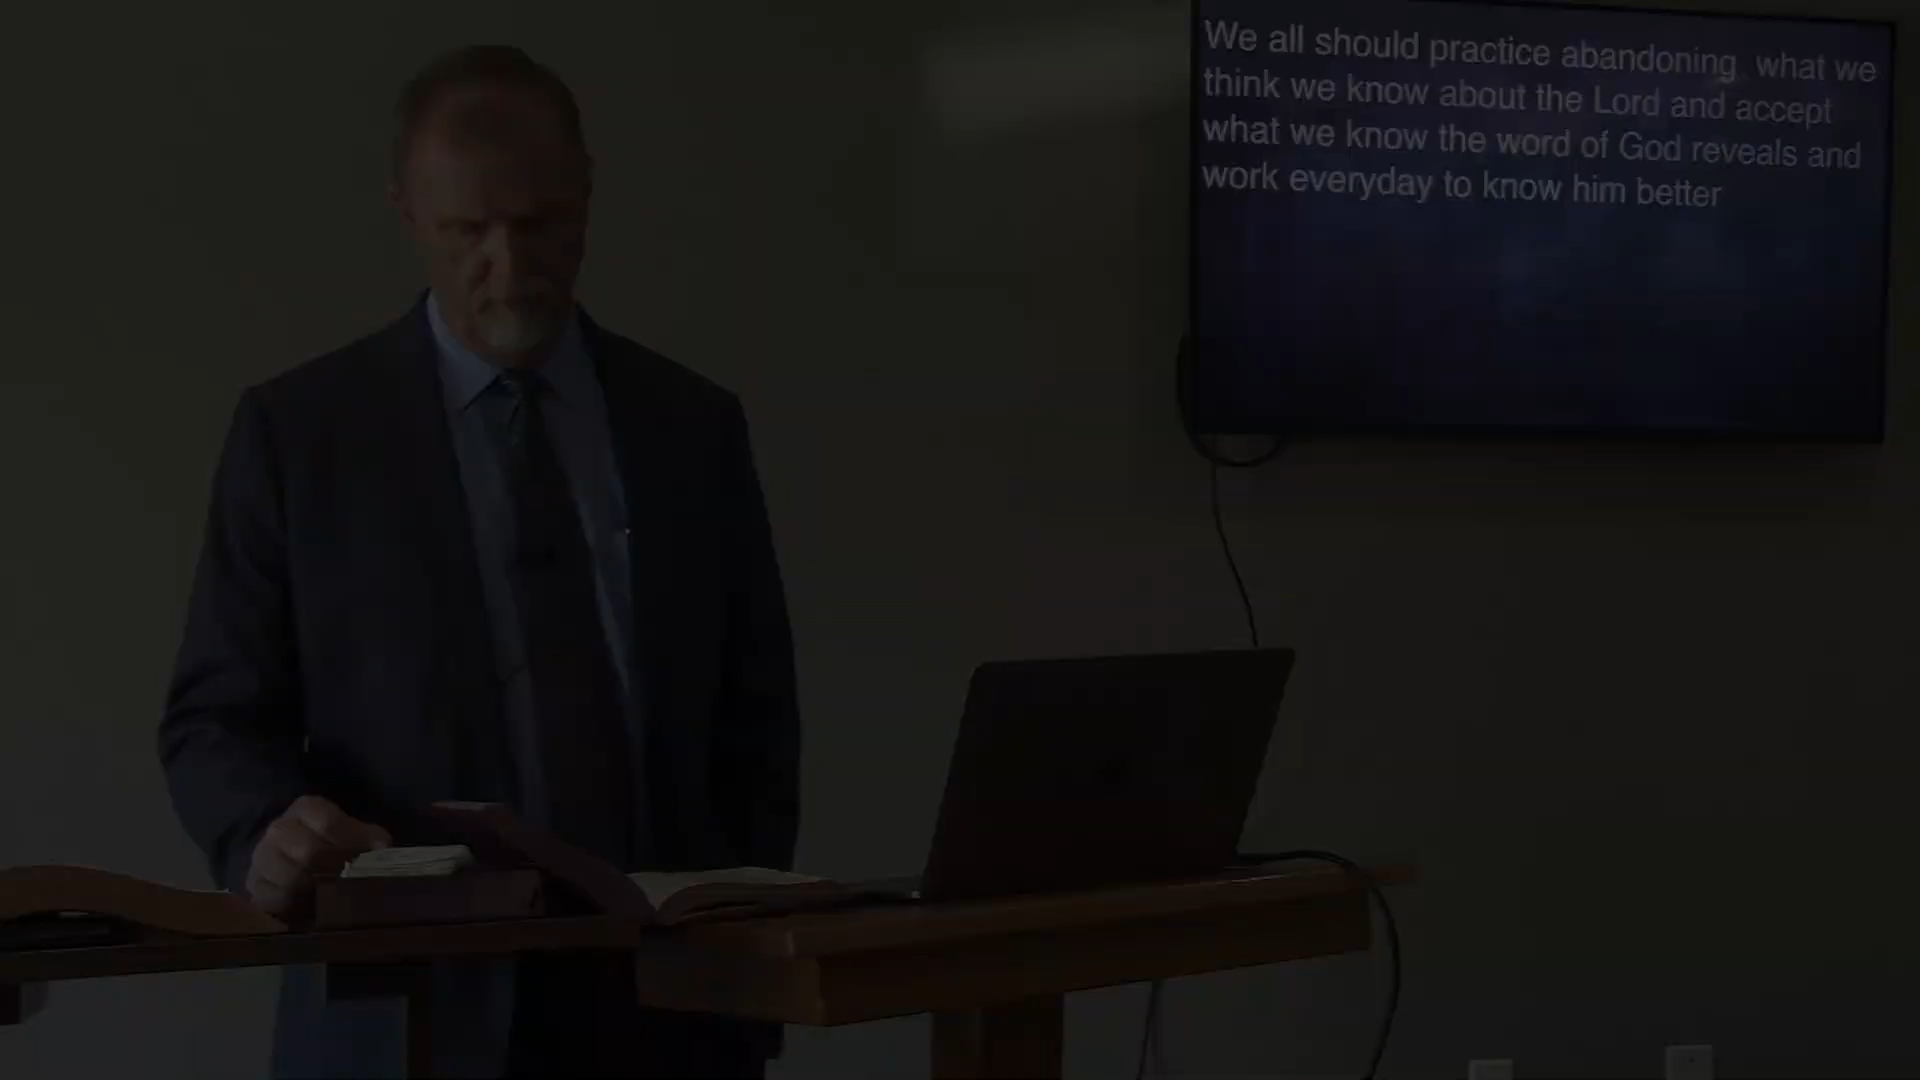 We all should practice abandoning  what we
think we know about the Lord and accept
what we know the word of God reveals and
work everyday to know him better